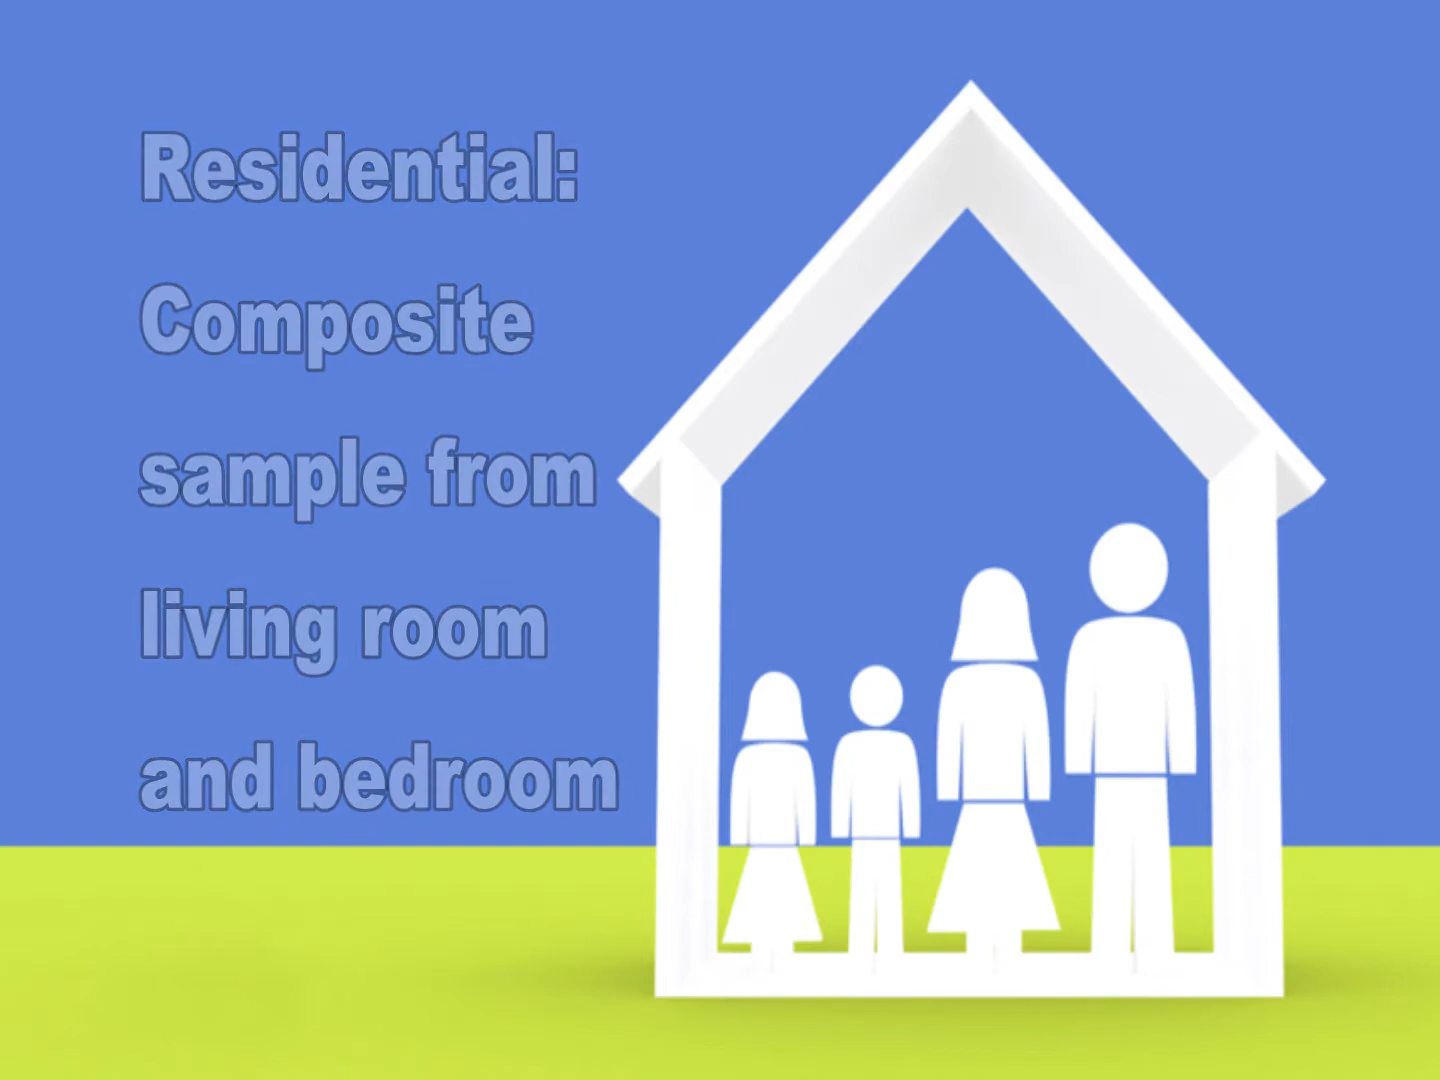 Residential:
Composite
sample from
living room
and bedroom